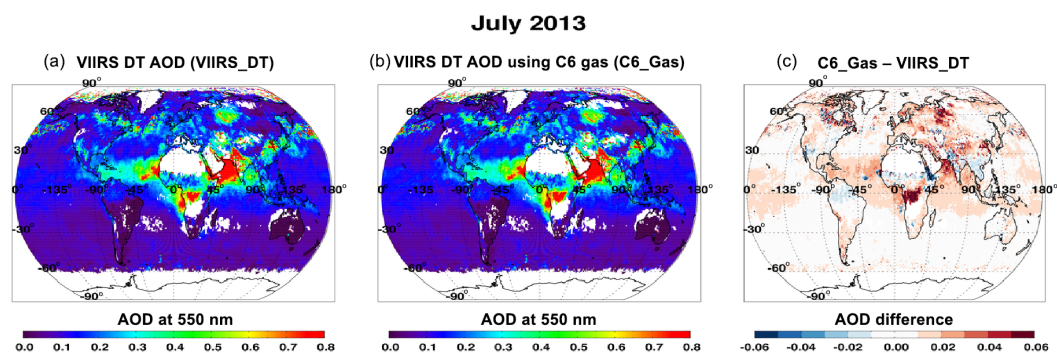 July 2013
(a) VIIRS DT AOD (VIIRS_DT)
(b) VIIRS DT AOD using C6 gas (C6_Gas)
(c) C6_Gas – VIIRS_DT
90° 90° 90°
60° 60° 60°
30 30 30
0° -90 -45 0 45 90 135 180°
0° -90 -45 0 45 90 135 180°
0° -90 -45 0 45 90 135 180°
-30 -30 -30
-60° -60° -60°
-90° -90° -90°
AOD at 550 nm
AOD at 550 nm
AOD difference
0.0 0.1 0.2 0.3 0.4 0.5 0.6 0.7 0.8
0.0 0.1 0.2 0.3 0.4 0.5 0.6 0.7 0.8
-0.06 -0.04 -0.02 0.00 0.02 0.04 0.06